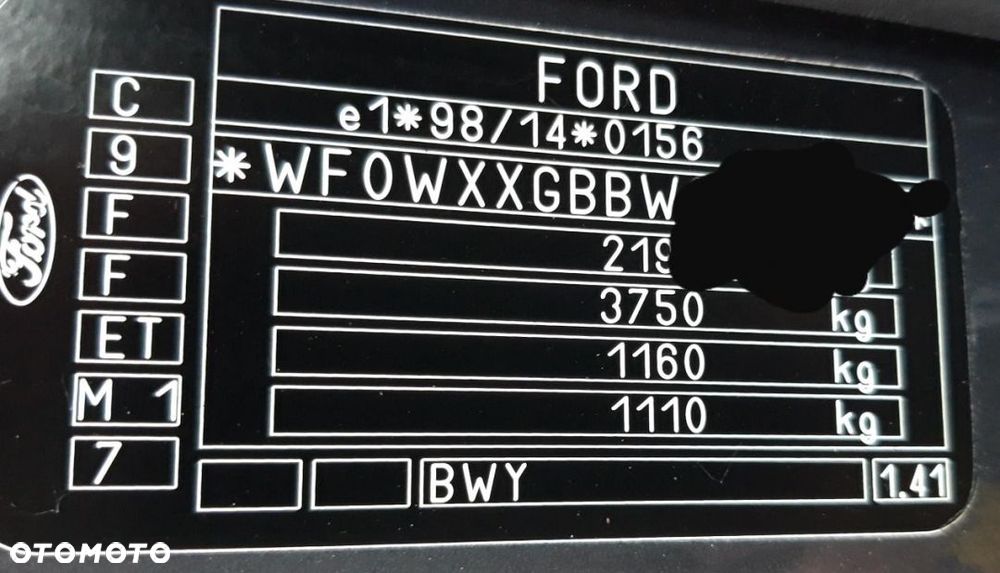 FORD
e1*98/14*0156
*WF0WXXGBBW
219
3750 kg
1160 kg
1110 kg
C
9
F
F
ET
M 1
7
BWY
1.41
Ford
OTOMOTO